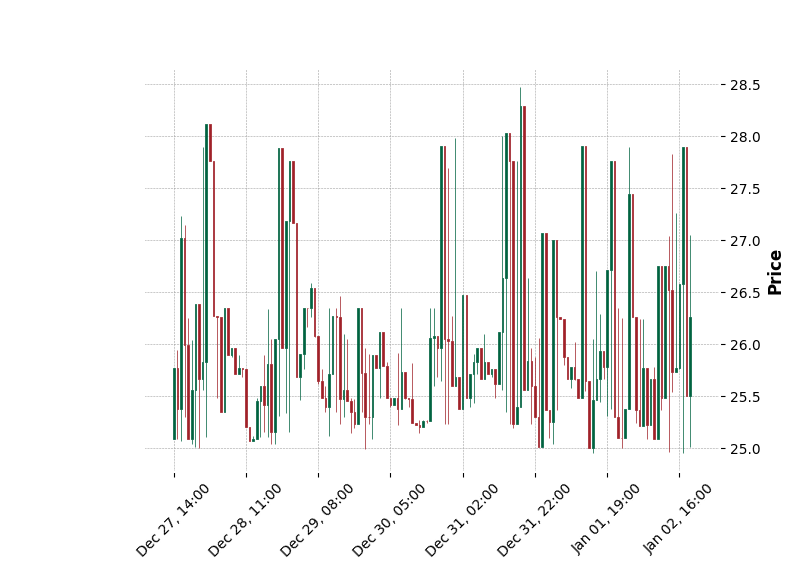 28.5
28.0
27.5
27.0
26.5
26.0
25.5
25.0
Price
Dec 27, 14:00
Dec 28, 11:00
Dec 29, 08:00
Dec 30, 05:00
Dec 31, 02:00
Dec 31, 22:00
Jan 01, 19:00
Jan 02, 16:00